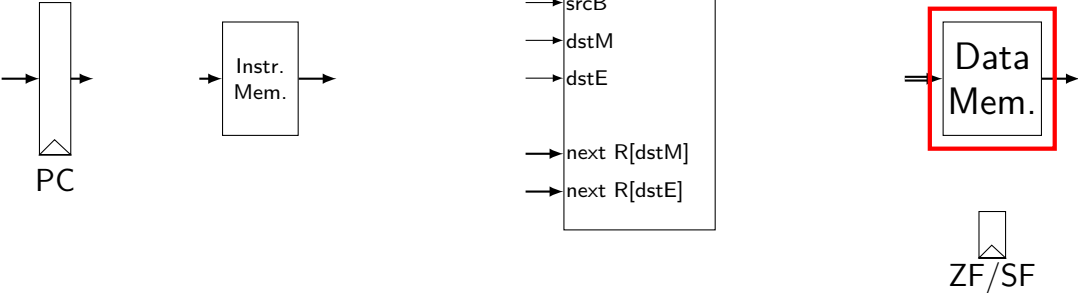 PC
Instr.
Mem.
srcB
dstM
dstE
next R[dstM]
next R[dstE]
Data
Mem.
ZF/SF